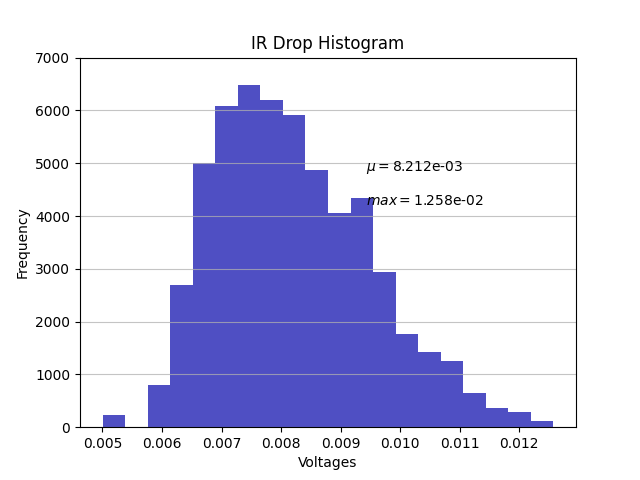 IR Drop Histogram
7000
6000
5000
4000
3000
2000
1000
0
Frequency
μ = 8.212e-03
max = 1.258e-02
0.005 0.006 0.007 0.008 0.009 0.010 0.011 0.012
Voltages